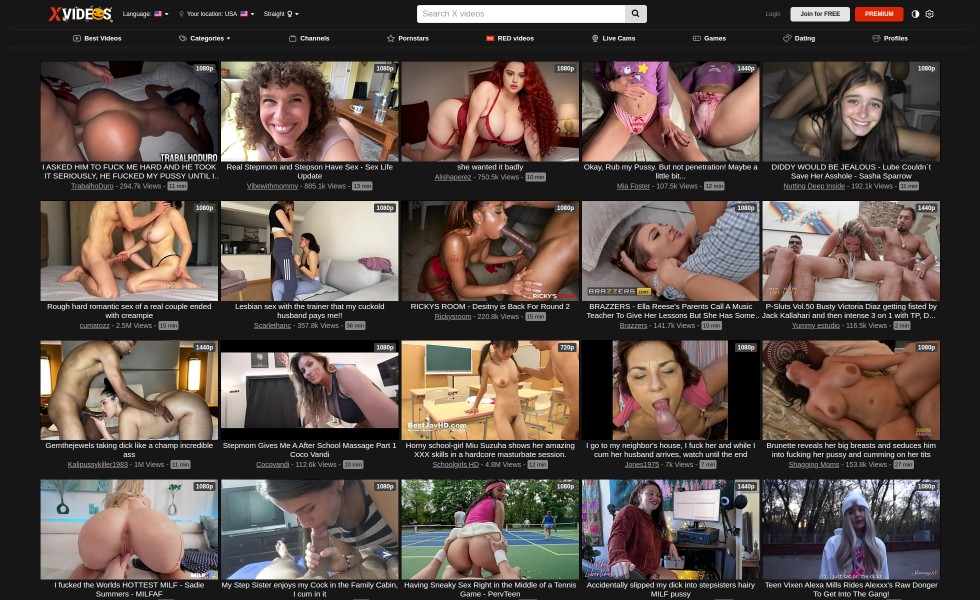 XVIDEOS
Language:
Your location: USA
Straight
Search X videos
Login
Join for FREE
PREMIUM
Best Videos
Categories
Channels
Pornstars
RED videos
Live Cams
Games
Dating
Profiles
1080p
1080p
1080p
1440p
1080p
TRABALHODURO
I ASKED HIM TO FUCK ME HARD AND HE TOOK
IT SERIOUSLY, HE FUCKED MY PUSSY UNTIL I..
TrabalhoDuro - 294.7k Views - 11 min
Real Stepmom and Stepson Have Sex - Sex Life
Update
Vibewithmommy - 885.1k Views - 13 min
she wanted it badly
Alishaperez - 750.5k Views - 10 min
Okay, Rub my Pussy. But not penetration! Maybe a
little bit...
Mia Foster - 107.5k Views - 12 min
DIDDY WOULD BE JEALOUS - Lube Couldn´t
Save Her Asshole - Sasha Sparrow
Nutting Deep Inside - 192.1k Views - 11 min
1080p
1080p
1080p
1080p
1440p
RICKY'S
BRAZZERS .com
Rough hard romantic sex of a real couple ended
with creampie
cumatozz - 2.5M Views - 15 min
Lesbian sex with the trainer that my cuckold
husband pays me!!
Scarlethanc - 357.8k Views - 36 min
RICKYS ROOM - Destiny is Back For Round 2
Rickysroom - 220.8k Views - 15 min
BRAZZERS - Ella Reese's Parents Call A Music
Teacher To Give Her Lessons But She Has Some..
Brazzers - 141.7k Views - 10 min
P-Sluts Vol.50 Busty Victoria Diaz getting fisted by
Jack Kallahari and then intense 3 on 1 with TP, D...
Yummy estudio - 116.5k Views - 2 min
1440p
1080p
720p
1080p
1080p
BestJavHD.com
Gemthejewels taking dick like a champ incredible
ass
Kalipussykiller1983 - 1M Views - 11 min
Stepmom Gives Me A After School Massage Part 1
Coco Vandi
Cocovandi - 112.6k Views - 10 min
Horny school-girl Miu Suzuha shows her amazing
XXX skills in a hardcore masturbate session.
Schoolgirls HD - 4.8M Views - 12 min
I go to my neighbor's house, I fuck her and while I
cum her husband arrives, watch until the end
Jones1975 - 7k Views - 7 min
Brunette reveals her big breasts and seduces him
into fucking her pussy and cumming on her tits
Shagging Moms - 153.8k Views - 27 min
1080p
1080p
1080p
1440p
1080p
I fucked the Worlds HOTTEST MILF - Sadie
Summers - MILFAF
My Step Sister enjoys my Cock in the Family Cabin,
I cum in it
Having Sneaky Sex Right in the Middle of a Tennis
Game - PervTeen
Accidentally slipped my dick into stepsisters hairy
MILF pussy
Teen Vixen Alexa Mills Rides Alexxx's Raw Donger
To Get Into The Gang!